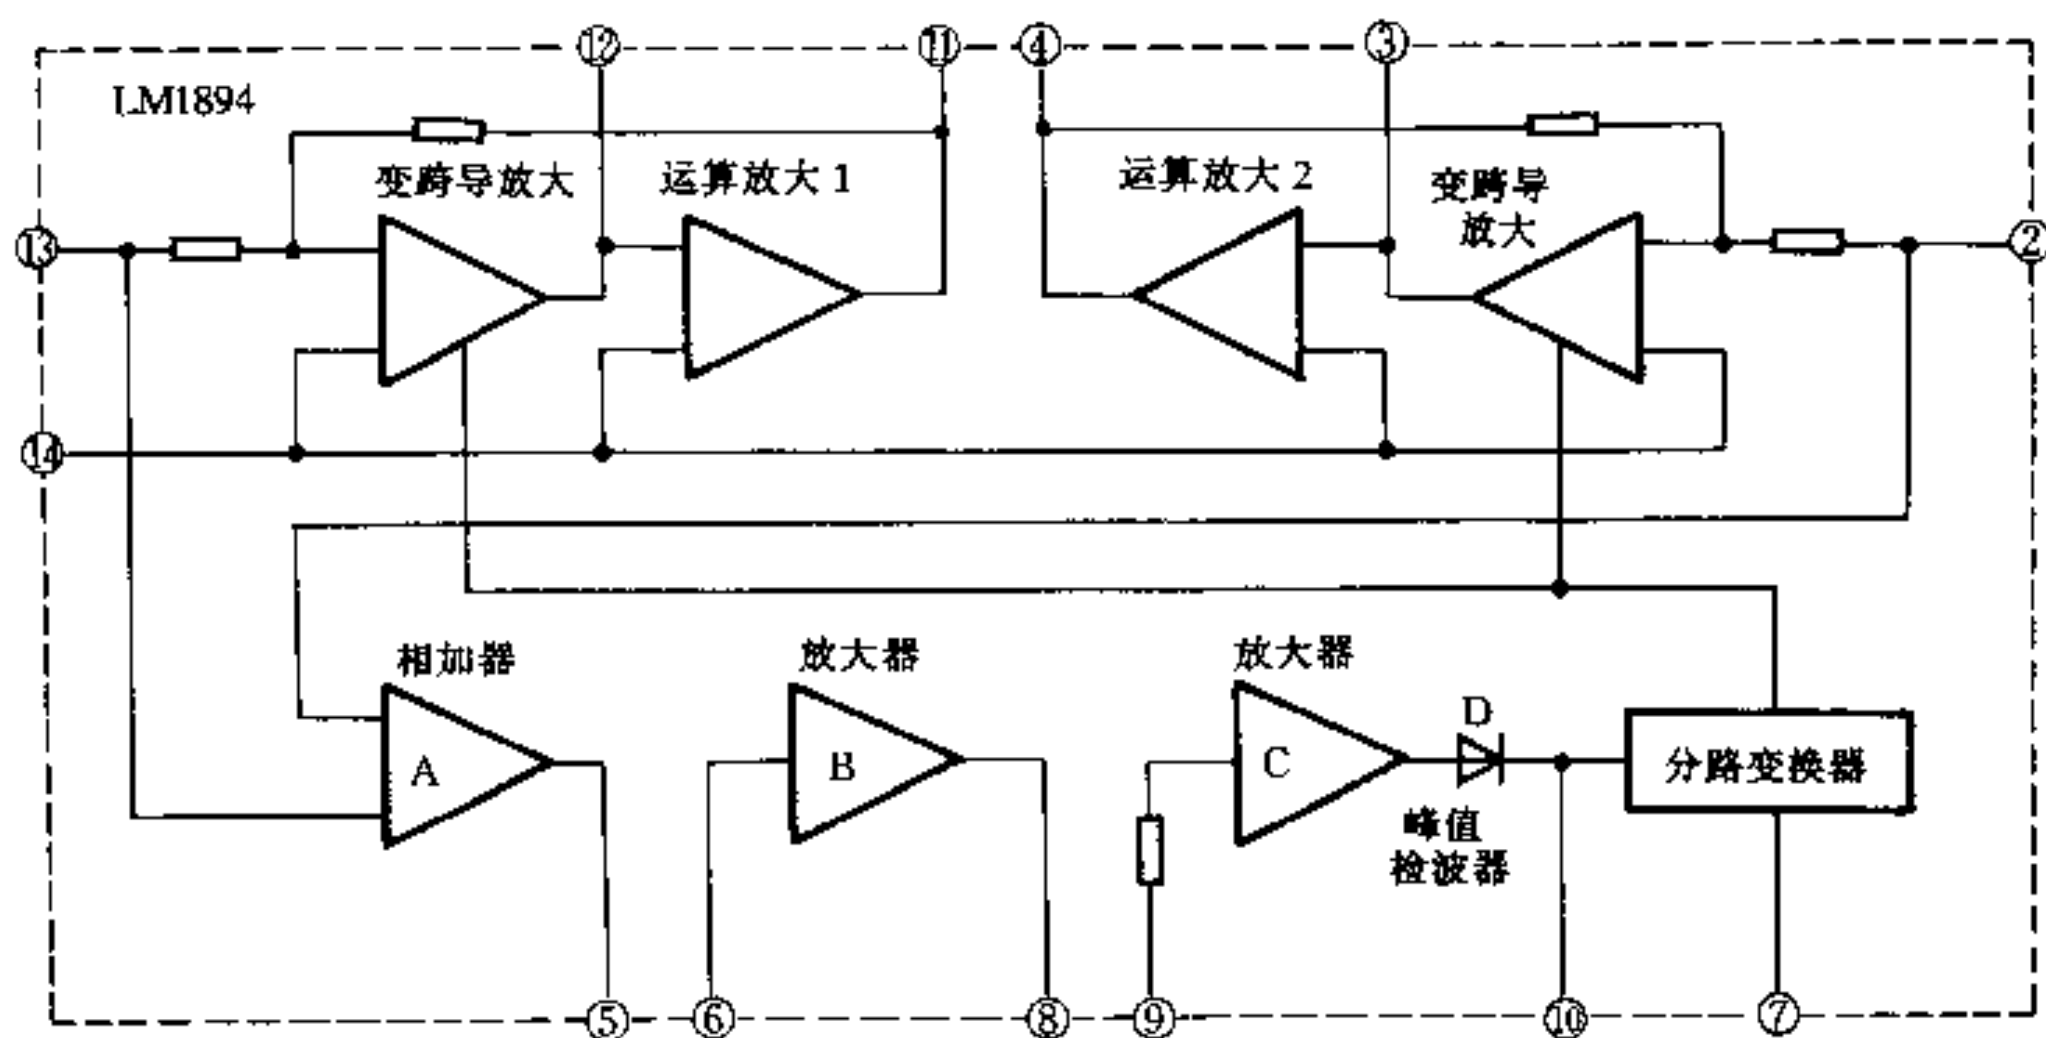 ⑫ ⑪ ④ ③
LM1894
变跨导放大
运算放大 1
运算放大 2
变跨导
放大
⑬
②
⑭
相加器
放大器
放大器
D
A
B
C
分路变换器
峰值
检波器
⑤ ⑥ ⑧ ⑨ ⑩ ⑦